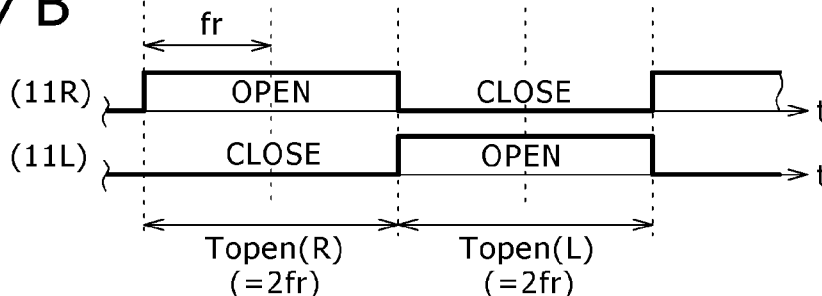 B
fr
(11R) OPEN CLOSE t
(11L) CLOSE OPEN t
Topen(R) Topen(L)
(=2fr) (=2fr)